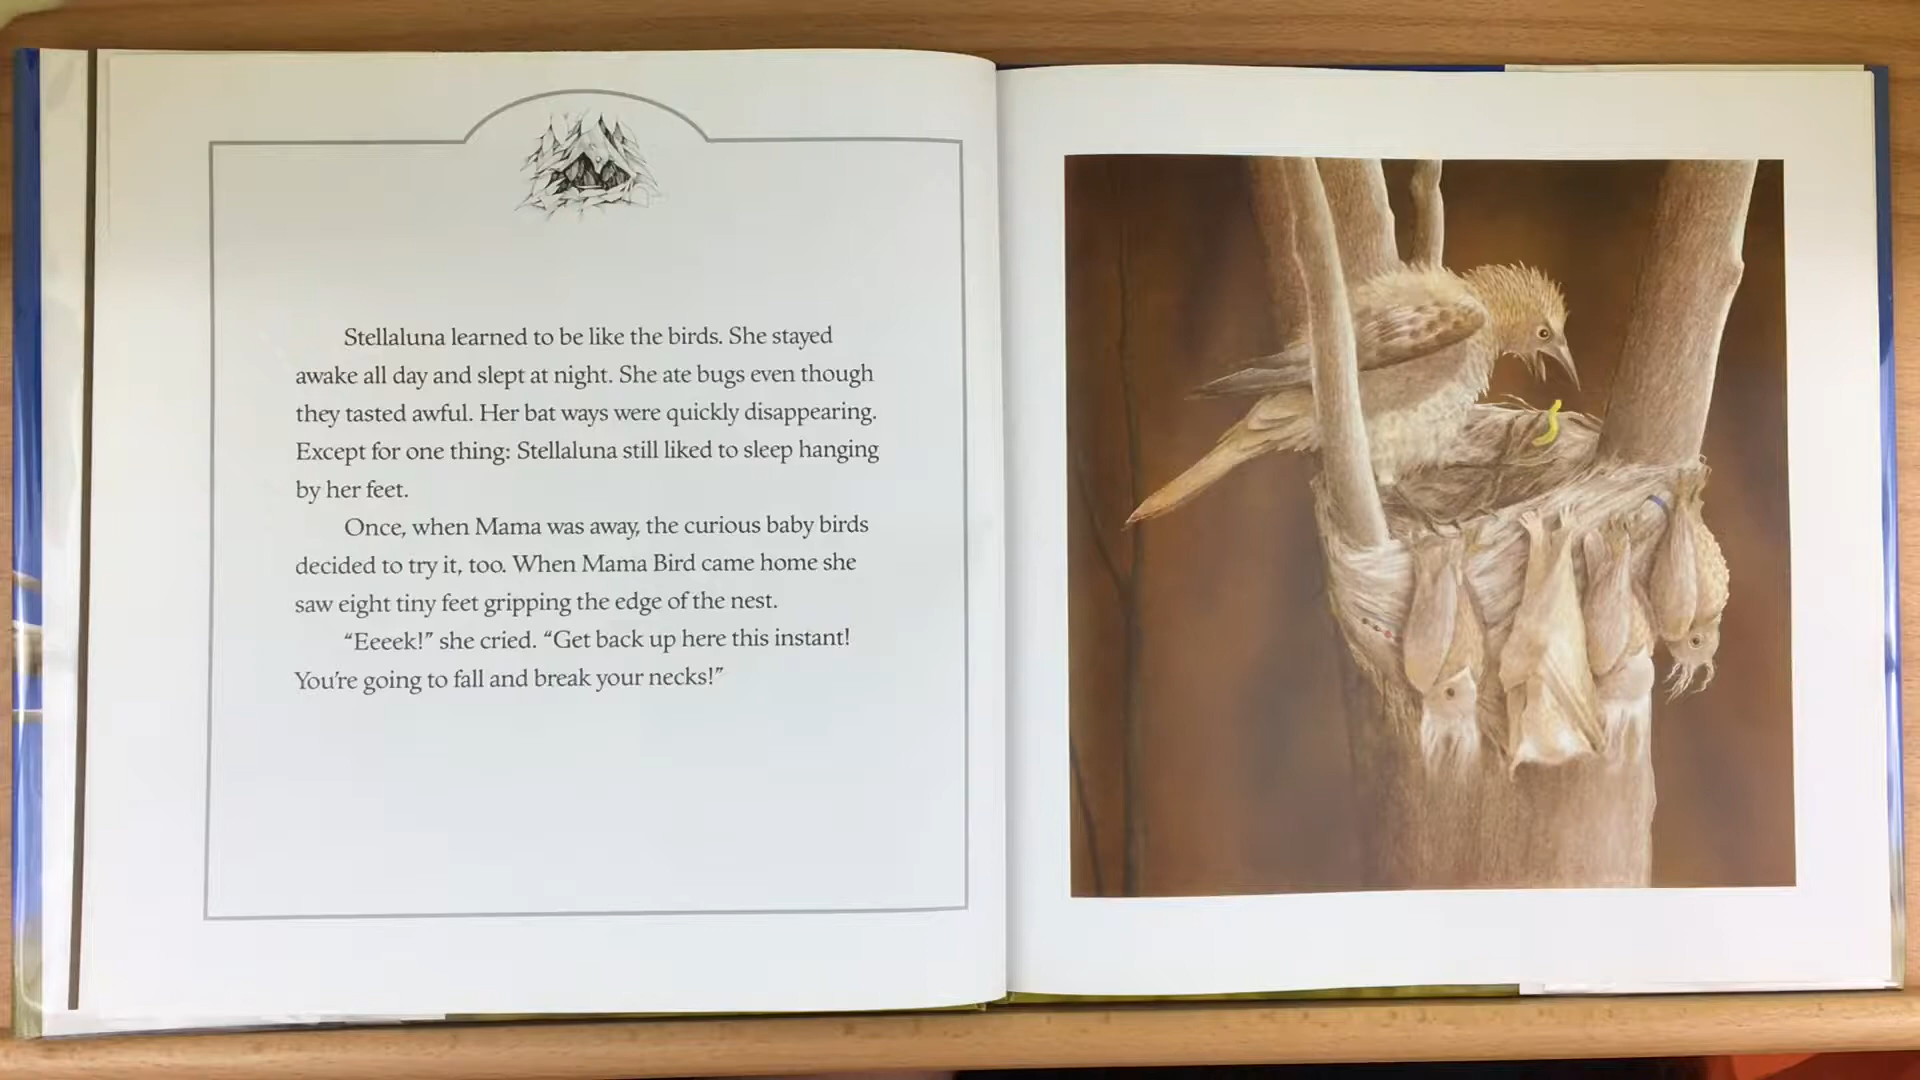 Stellaluna learned to be like the birds. She stayed
awake all day and slept at night. She ate bugs even though
they tasted awful. Her bat ways were quickly disappearing.
Except for one thing: Stellaluna still liked to sleep hanging
by her feet.
Once, when Mama was away, the curious baby birds
decided to try it, too. When Mama Bird came home she
saw eight tiny feet gripping the edge of the nest.
“Eeeek!” she cried. “Get back up here this instant!
You’re going to fall and break your necks!”